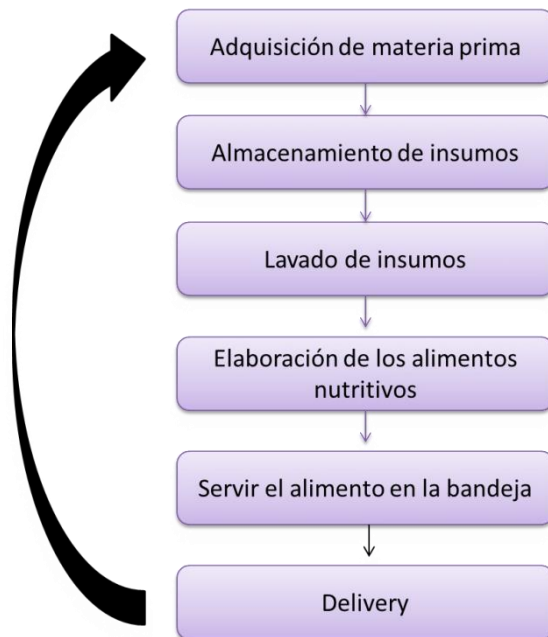 Adquisición de materia prima
Almacenamiento de insumos
Lavado de insumos
Elaboración de los alimentos
nutritivos
Servir el alimento en la bandeja
Delivery